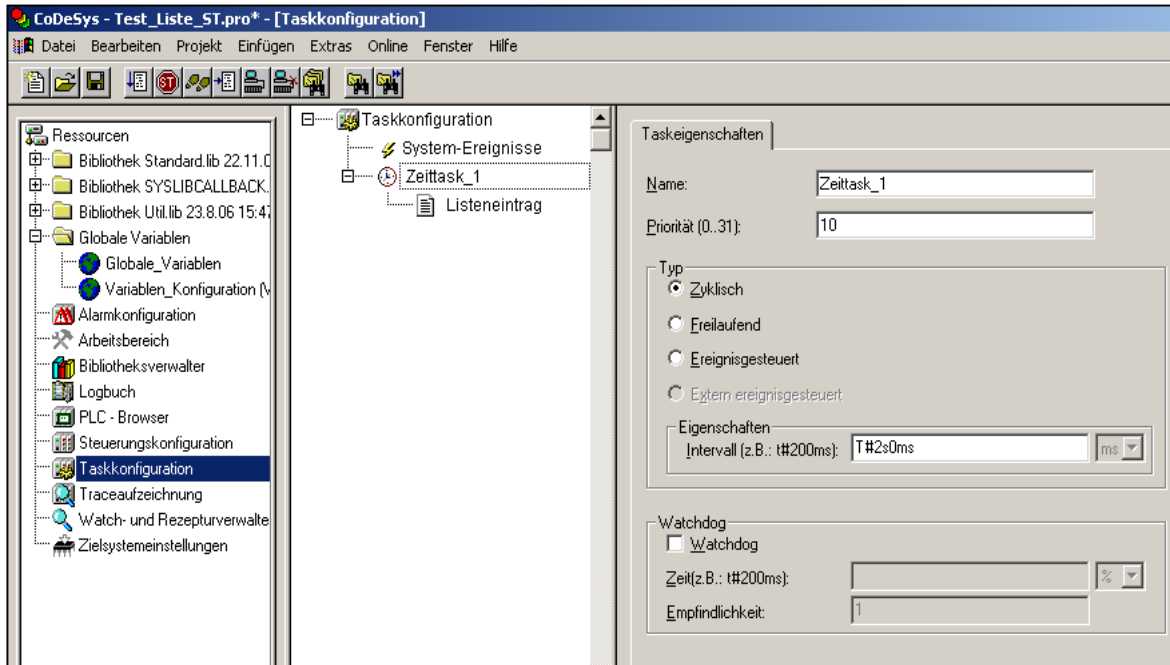 CoDeSys - Test_Liste_ST.pro* - [Taskkonfiguration]
Datei Bearbeiten Projekt Einfügen Extras Online Fenster Hilfe
Ressourcen
Bibliothek Standard.lib 22.11.0
Bibliothek SYSLIBCALLBACK.
Bibliothek Util.lib 23.8.06 15:47
Globale Variablen
Globale_Variablen
Variablen_Konfiguration (V
Alarmkonfiguration
Arbeitsbereich
Bibliotheksverwalter
Logbuch
PLC - Browser
Steuerungskonfiguration
Taskkonfiguration
Traceaufzeichnung
Watch- und Rezepturverwalte
Zielsystemeinstellungen
Taskkonfiguration
System-Ereignisse
Zeittask_1
Listeneintrag
Taskeigenschaften
Name: Zeittask_1
Priorität (0..31): 10
Typ
Zyklisch
Freilaufend
Ereignisgesteuert
Extern ereignisgesteuert
Eigenschaften
Intervall (z.B.: t#200ms): T#2s0ms ms
Watchdog
Watchdog
Zeit(z.B.: t#200ms): %
Empfindlichkeit: 1